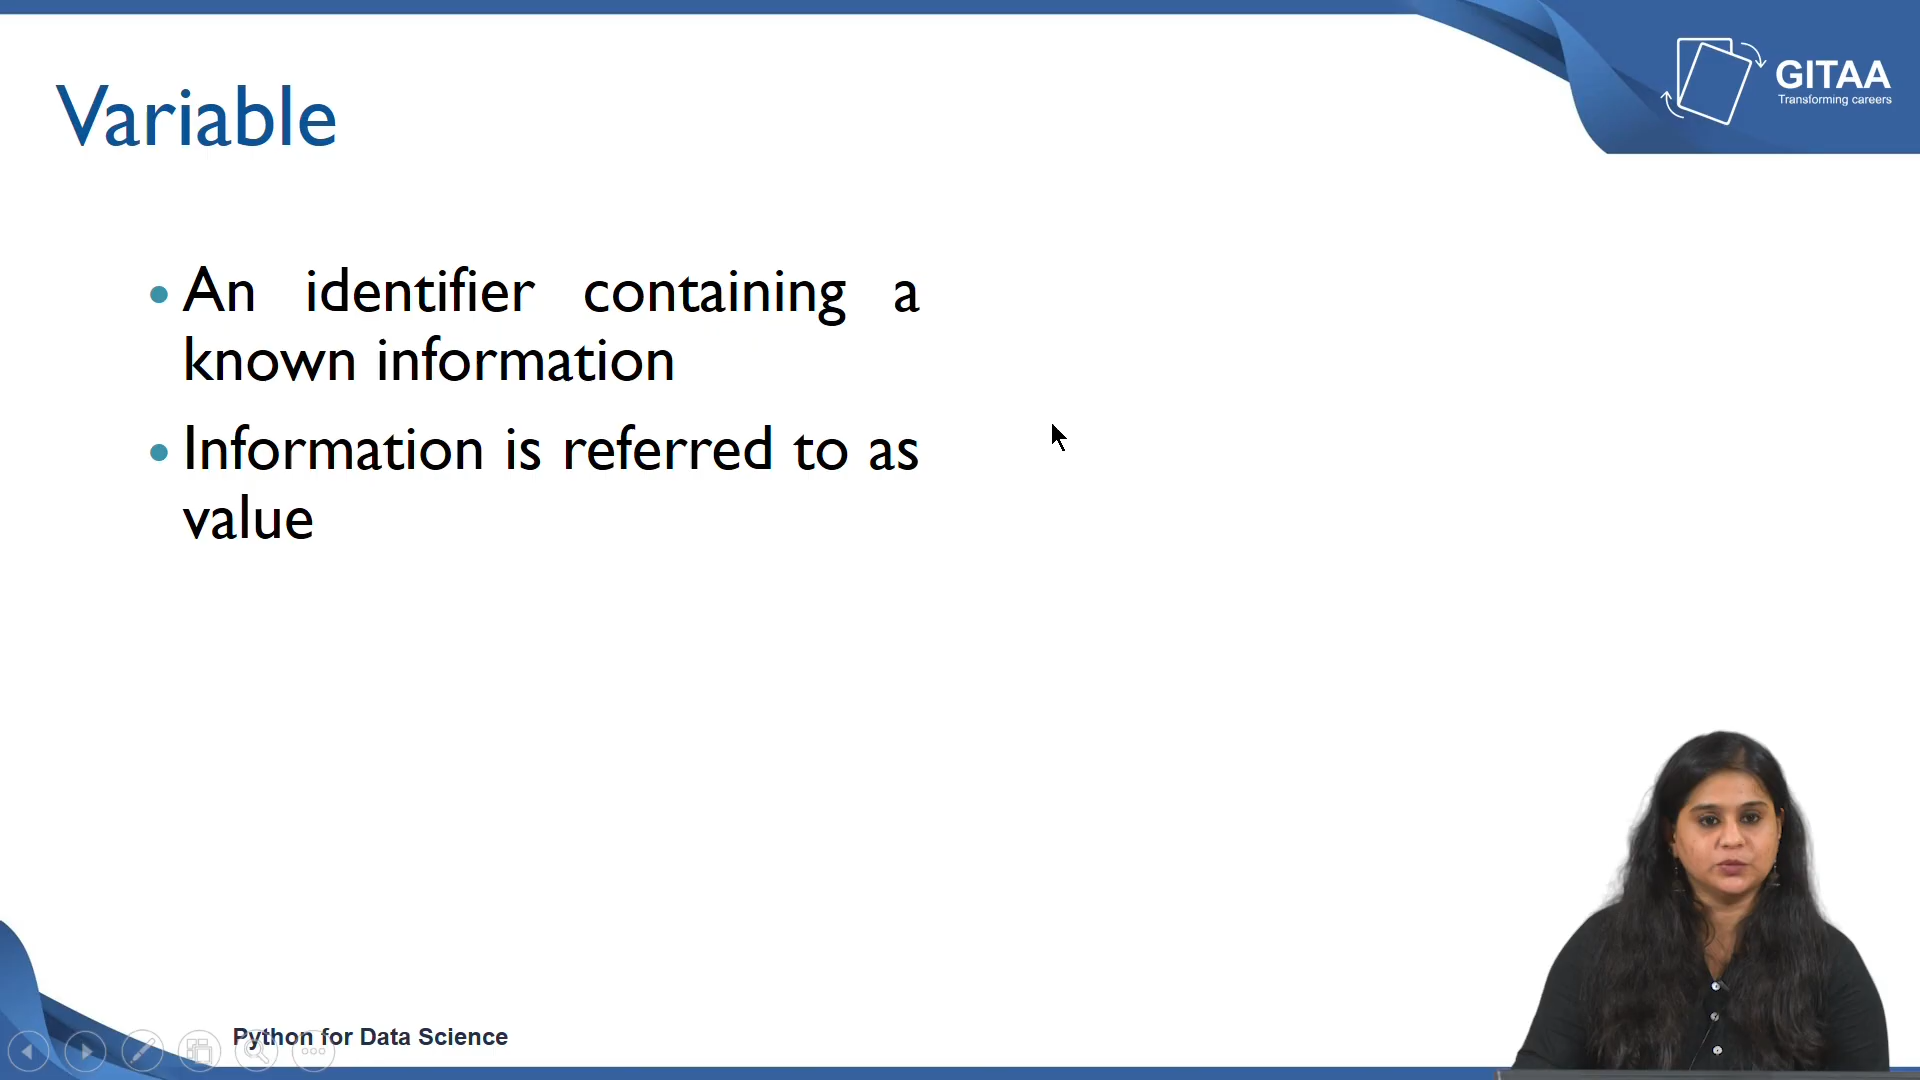 GITAA
Transforming careers
Variable
• An identifier containing a
known information
• Information is referred to as
value
Python for Data Science